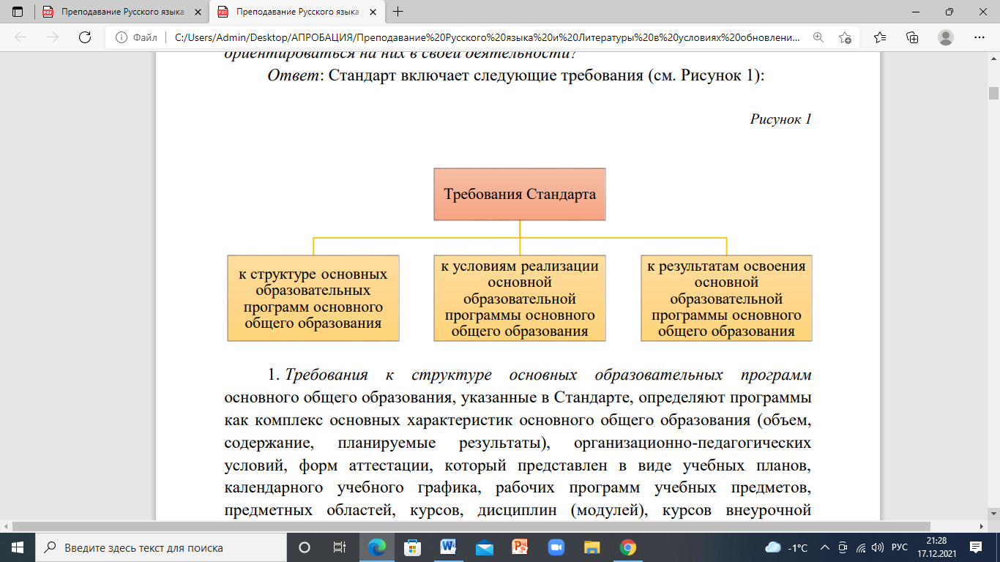 Преподавание Русского языка
Преподавание Русского языка
Файл
C:/Users/Admin/Desktop/АПРОБАЦИЯ/Преподавание%20Русского%20языка%20и%20Литературы%20в%20условиях%20обновлени...
ориентироваться на них в своей деятельности?
Ответ: Стандарт включает следующие требования (см. Рисунок 1):
Рисунок 1
Требования Стандарта
к структуре основных
образовательных
программ основного
общего образования
к условиям реализации
основной
образовательной
программы основного
общего образования
к результатам освоения
основной
образовательной
программы основного
общего образования
1. Требования к структуре основных образовательных программ
основного общего образования, указанные в Стандарте, определяют программы
как комплекс основных характеристик основного общего образования (объем,
содержание, планируемые результаты), организационно-педагогических
условий, форм аттестации, который представлен в виде учебных планов,
календарного учебного графика, рабочих программ учебных предметов,
предметных областей, курсов, дисциплин (модулей), курсов внеурочной
Введите здесь текст для поиска
-1°C
РУС
21:28
17.12.2021